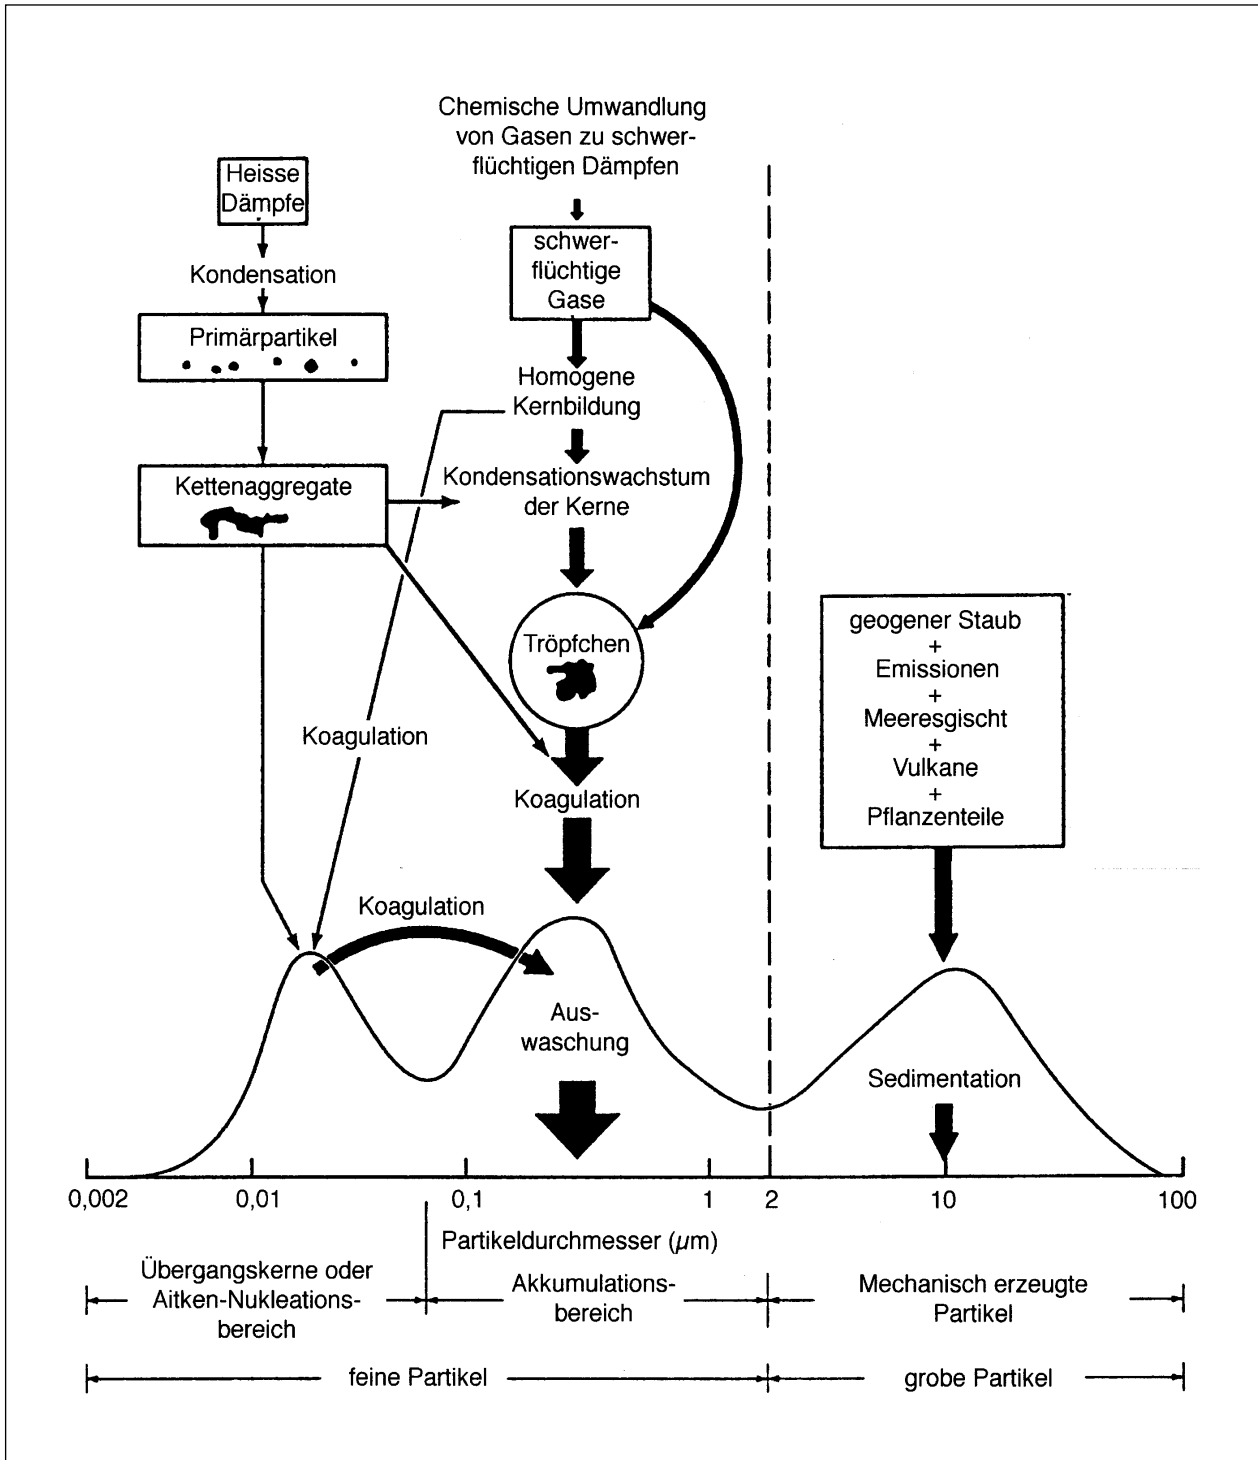 Chemische Umwandlung
von Gasen zu schwer-
flüchtigen Dämpfen
Heisse
Dämpfe
schwer-
flüchtige
Gase
Kondensation
Primärpartikel
Homogene
Kernbildung
Kettenaggregate
Kondensationswachstum
der Kerne
Tröpfchen
geogener Staub
+
Emissionen
+
Meeresgischt
+
Vulkane
+
Pflanzenteile
Koagulation
Koagulation
Koagulation
Aus-
waschung
Sedimentation
0,002 0,01 0,1 1 2 10 100
Partikeldurchmesser (µm)
Übergangskerne oder
Aitken-Nukleations-
bereich
Akkumulations-
bereich
Mechanisch erzeugte
Partikel
feine Partikel
grobe Partikel